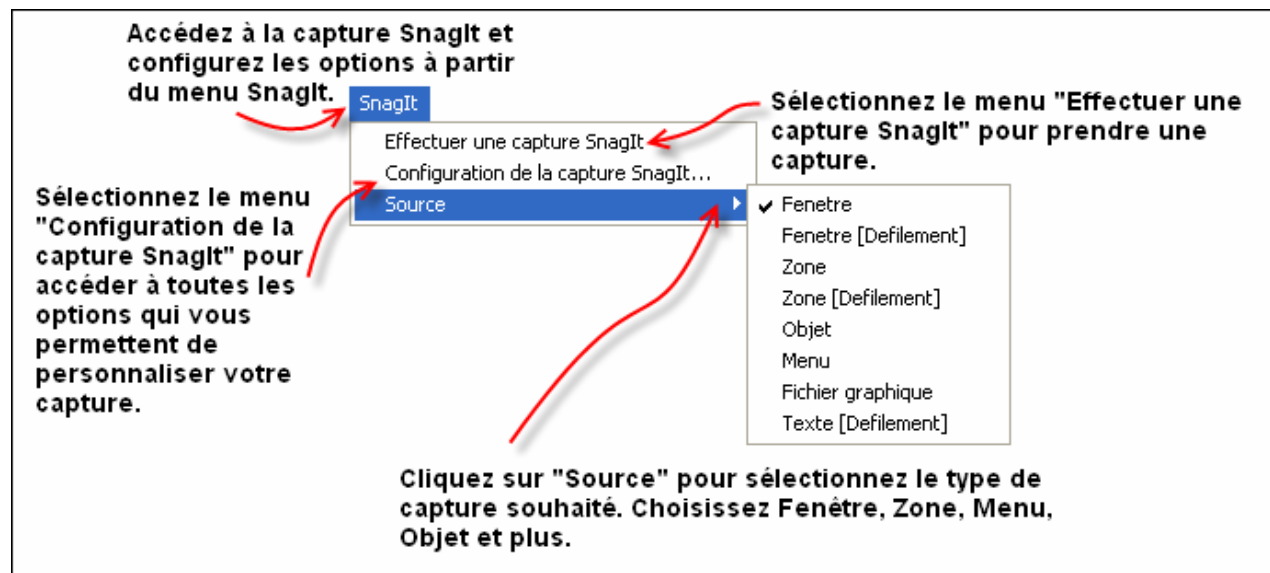 Accédez à la capture SnagIt et
configurez les options à partir
du menu SnagIt.
SnagIt
Effectuer une capture SnagIt
Configuration de la capture SnagIt...
Source
Sélectionnez le menu "Effectuer une
capture SnagIt" pour prendre une
capture.
Sélectionnez le menu
"Configuration de la
capture SnagIt" pour
accéder à toutes les
options qui vous
permettent de
personnaliser votre
capture.
Fenetre
Fenetre [Defilement]
Zone
Zone [Defilement]
Objet
Menu
Fichier graphique
Texte [Defilement]
Cliquez sur "Source" pour sélectionnez le type de
capture souhaité. Choisissez Fenêtre, Zone, Menu,
Objet et plus.